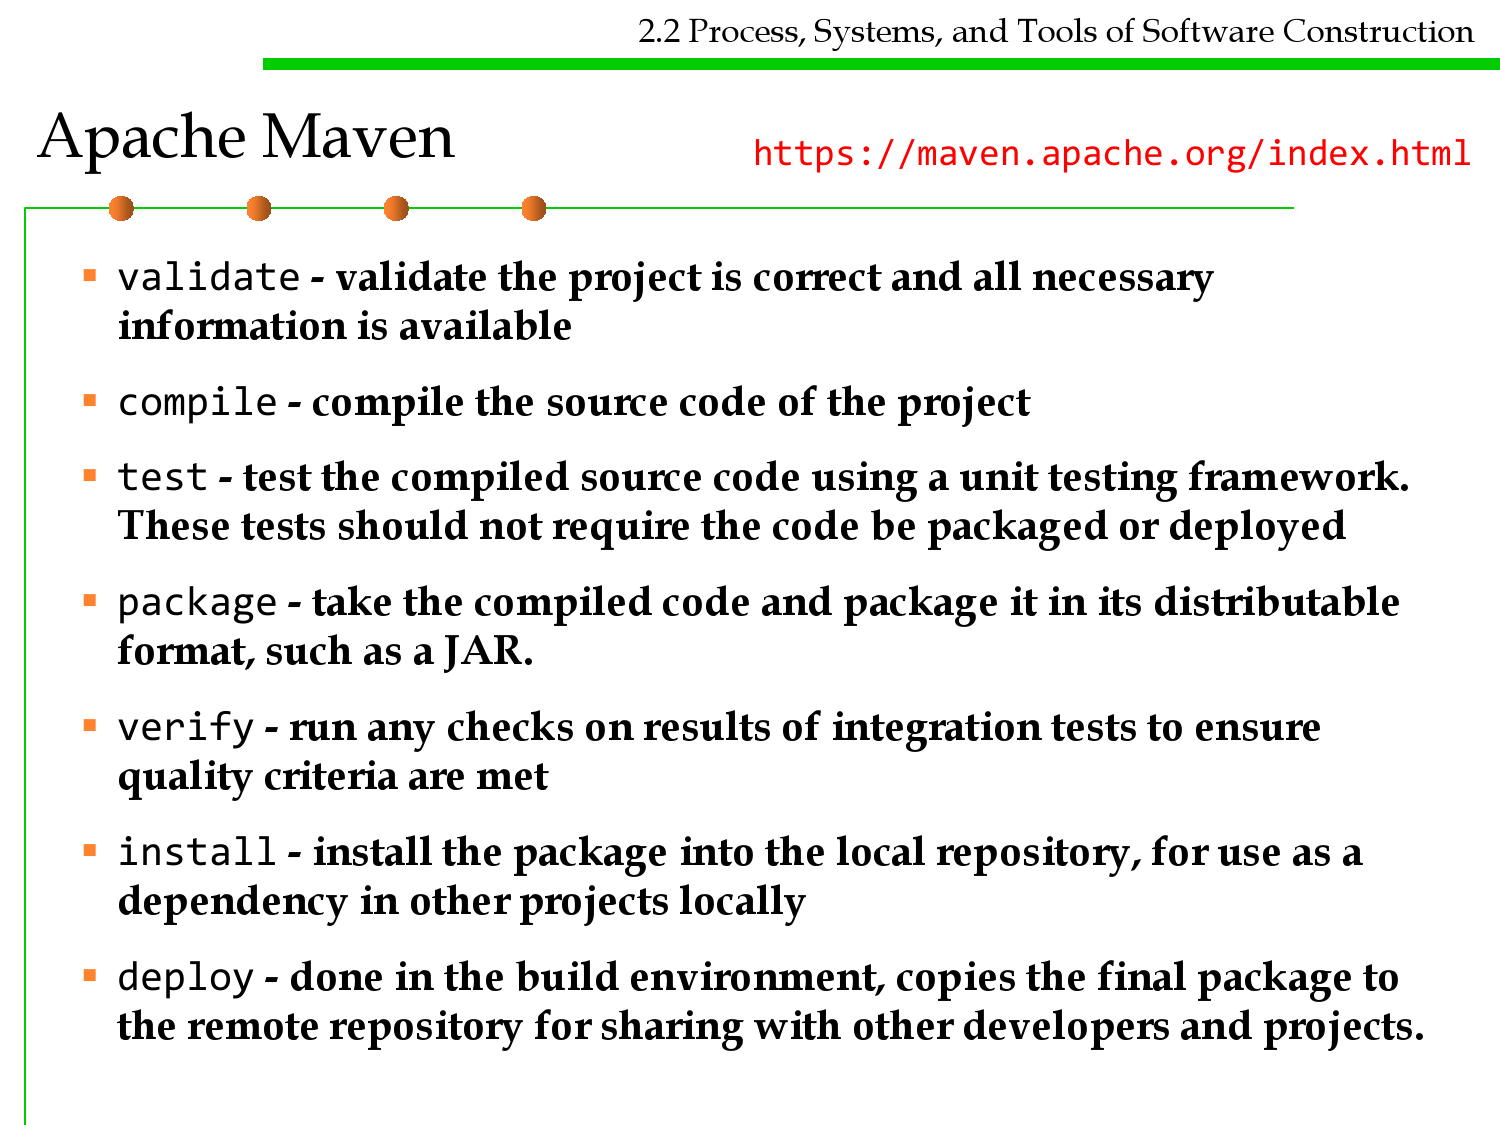 2.2 Process, Systems, and Tools of Software Construction
Apache Maven
https://maven.apache.org/index.html
validate - validate the project is correct and all necessary
information is available
compile - compile the source code of the project
test - test the compiled source code using a unit testing framework.
These tests should not require the code be packaged or deployed
package - take the compiled code and package it in its distributable
format, such as a JAR.
verify - run any checks on results of integration tests to ensure
quality criteria are met
install - install the package into the local repository, for use as a
dependency in other projects locally
deploy - done in the build environment, copies the final package to
the remote repository for sharing with other developers and projects.